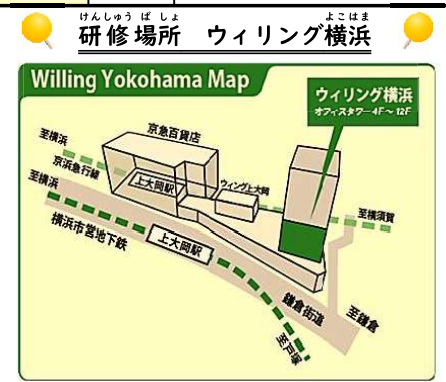 けんしゅう ば しょ よこはま
研修場所 ウィリング横浜
Willing Yokohama Map
ウィリング横浜
オフィスタワー4F～12F
京急百貨店
至横浜
京浜急行線
上大岡駅
ウィング上大岡
至横浜
至横須賀
横浜市営地下鉄
上大岡駅
鎌倉街道
至鎌倉
至戸塚